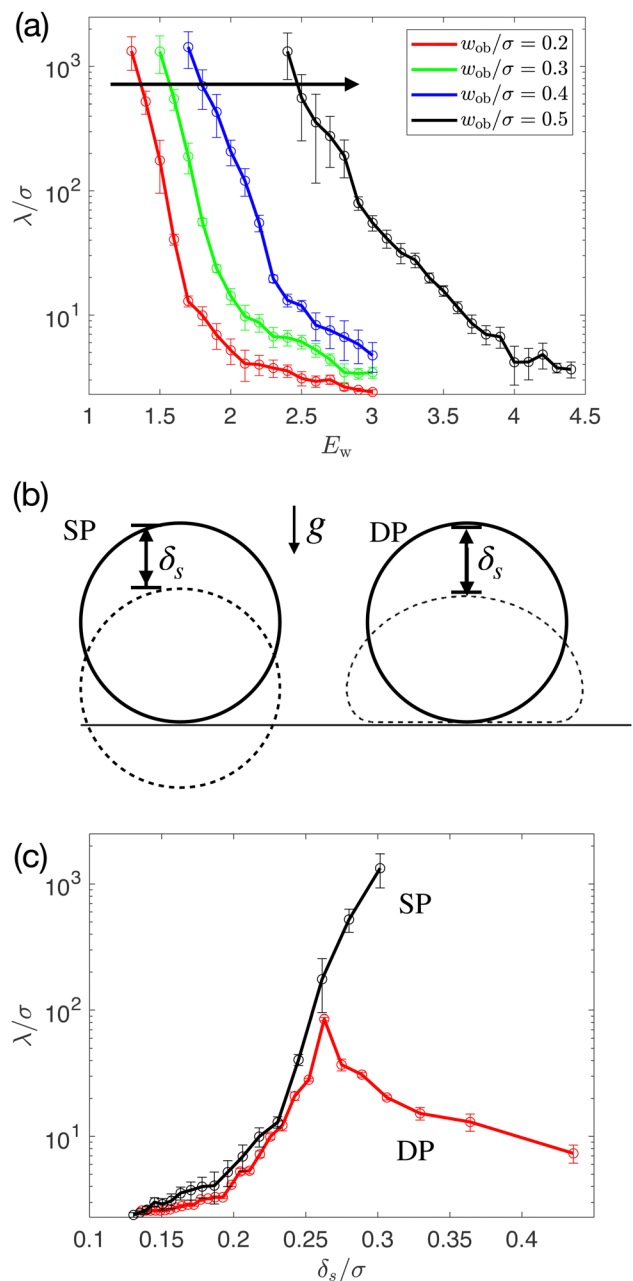 (a)
10³
10²
10¹
λ/σ
w_ob/σ = 0.2
w_ob/σ = 0.3
w_ob/σ = 0.4
w_ob/σ = 0.5
1 1.5 2 2.5 3 3.5 4 4.5
E_w
(b)
SP g DP
δ_s δ_s
(c)
10³
10²
10¹
λ/σ
SP
DP
0.1 0.15 0.2 0.25 0.3 0.35 0.4
δ_s/σ